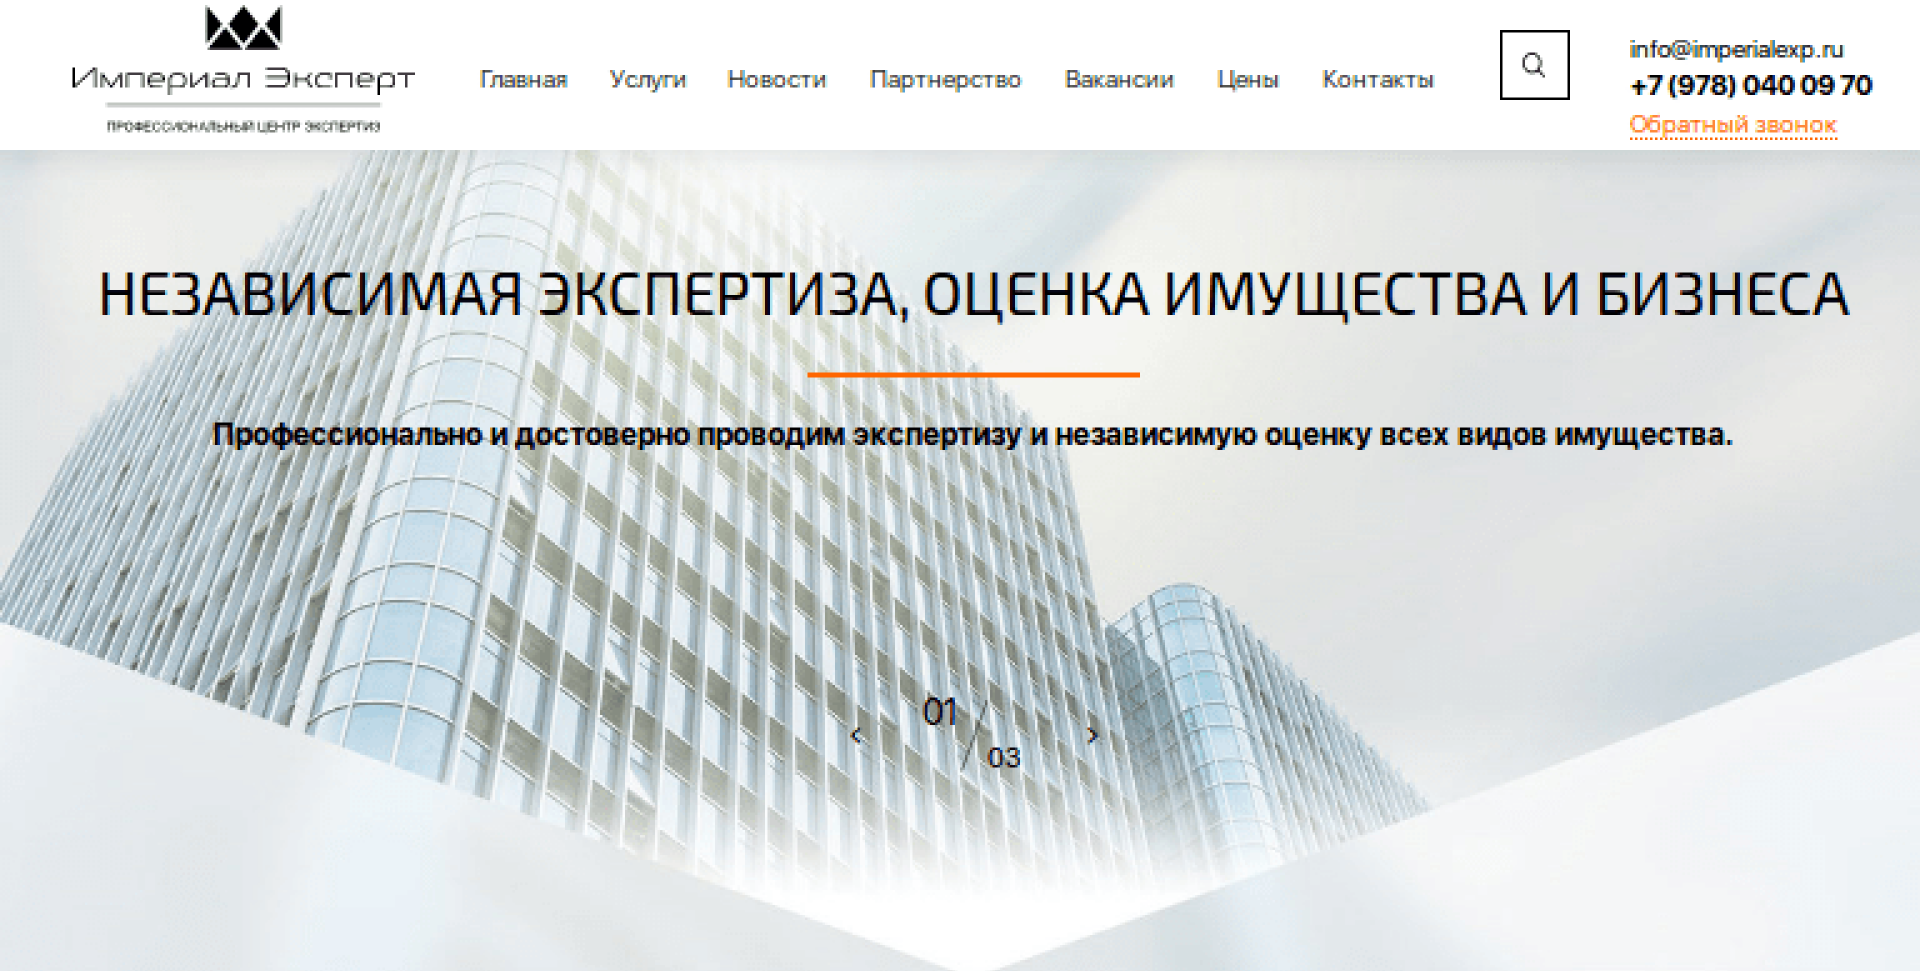 Империал Эксперт
ПРОФЕССИОНАЛЬНЫЙ ЦЕНТР ЭКСПЕРТИЗ
Главная Услуги Новости Партнерство Вакансии Цены Контакты
info@imperialexp.ru
+7 (978) 040 09 70
Обратный звонок
НЕЗАВИСИМАЯ ЭКСПЕРТИЗА, ОЦЕНКА ИМУЩЕСТВА И БИЗНЕСА
Профессионально и достоверно проводим экспертизу и независимую оценку всех видов имущества.
01
03